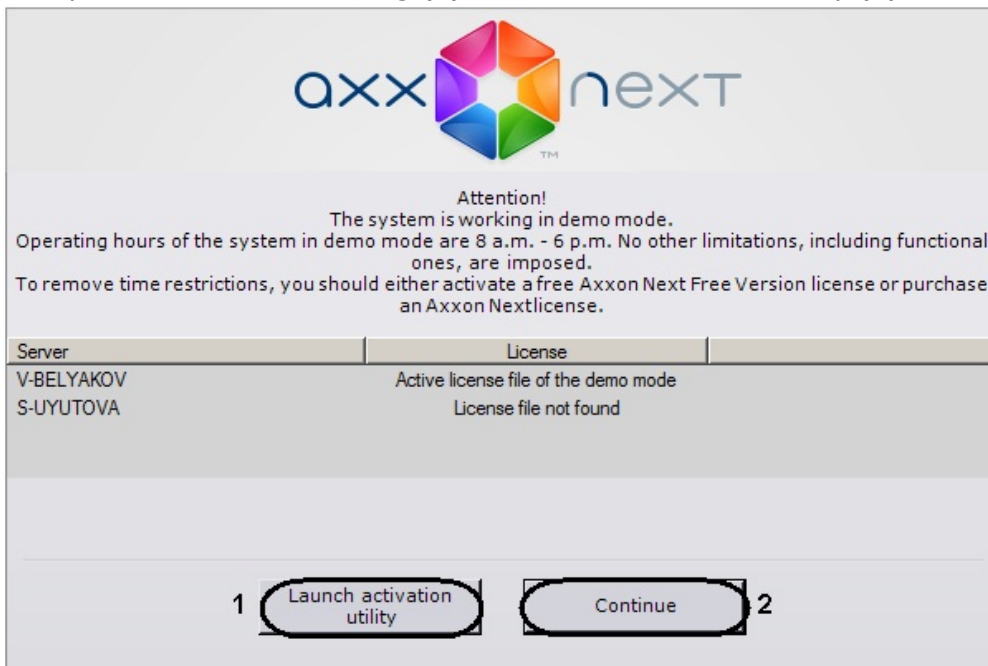 axx next
TM
Attention!
The system is working in demo mode.
Operating hours of the system in demo mode are 8 a.m. - 6 p.m. No other limitations, including functional
ones, are imposed.
To remove time restrictions, you should either activate a free Axxon Next Free Version license or purchase
an Axxon Nextlicense.
Server License
V-BELYAKOV Active license file of the demo mode
S-UYUTOVA License file not found
1 Launch activation
utility
Continue 2